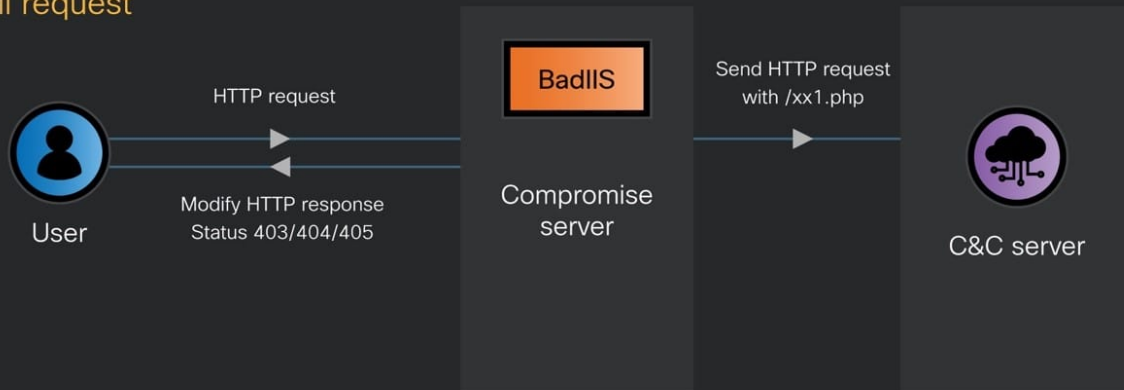 request
HTTP request
Modify HTTP response
Status 403/404/405
User
BadIIS
Compromise
server
Send HTTP request
with /xx1.php
C&C server